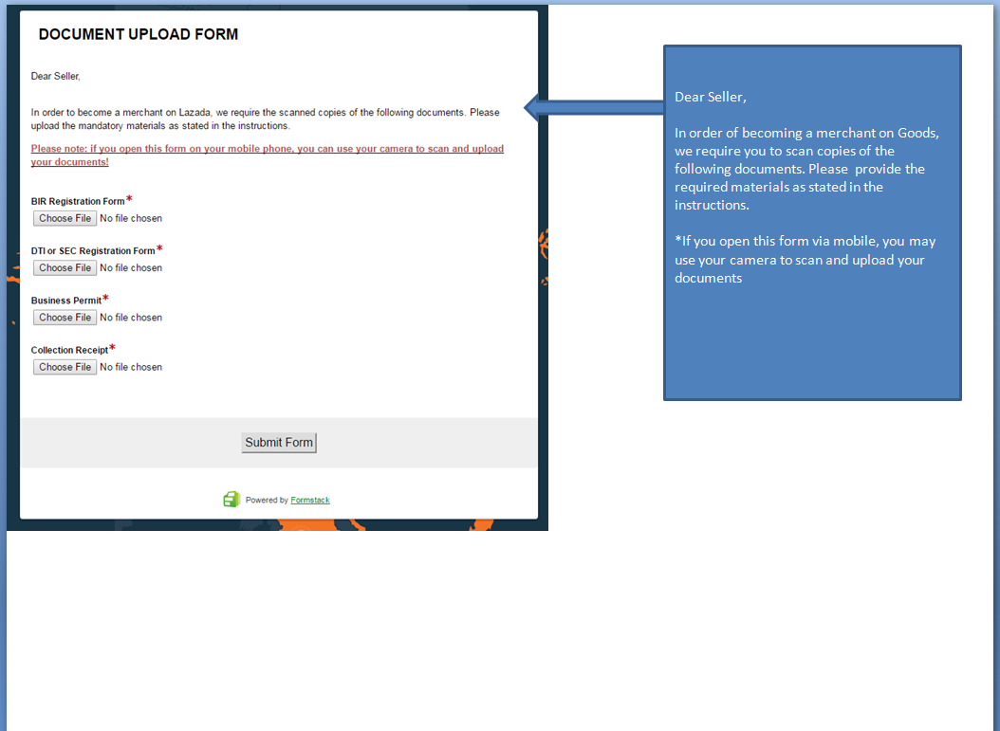 DOCUMENT UPLOAD FORM
Dear Seller,
In order to become a merchant on Lazada, we require the scanned copies of the following documents. Please
upload the mandatory materials as stated in the instructions.
Please note: if you open this form on your mobile phone, you can use your camera to scan and upload
your documents!
BIR Registration Form*
Choose File No file chosen
DTI or SEC Registration Form*
Choose File No file chosen
Business Permit*
Choose File No file chosen
Collection Receipt*
Choose File No file chosen
Submit Form
Powered by Formstack
Dear Seller,
In order of becoming a merchant on Goods,
we require you to scan copies of the
following documents. Please  provide the
required materials as stated in the
instructions.
*If you open this form via mobile, you may
use your camera to scan and upload your
documents